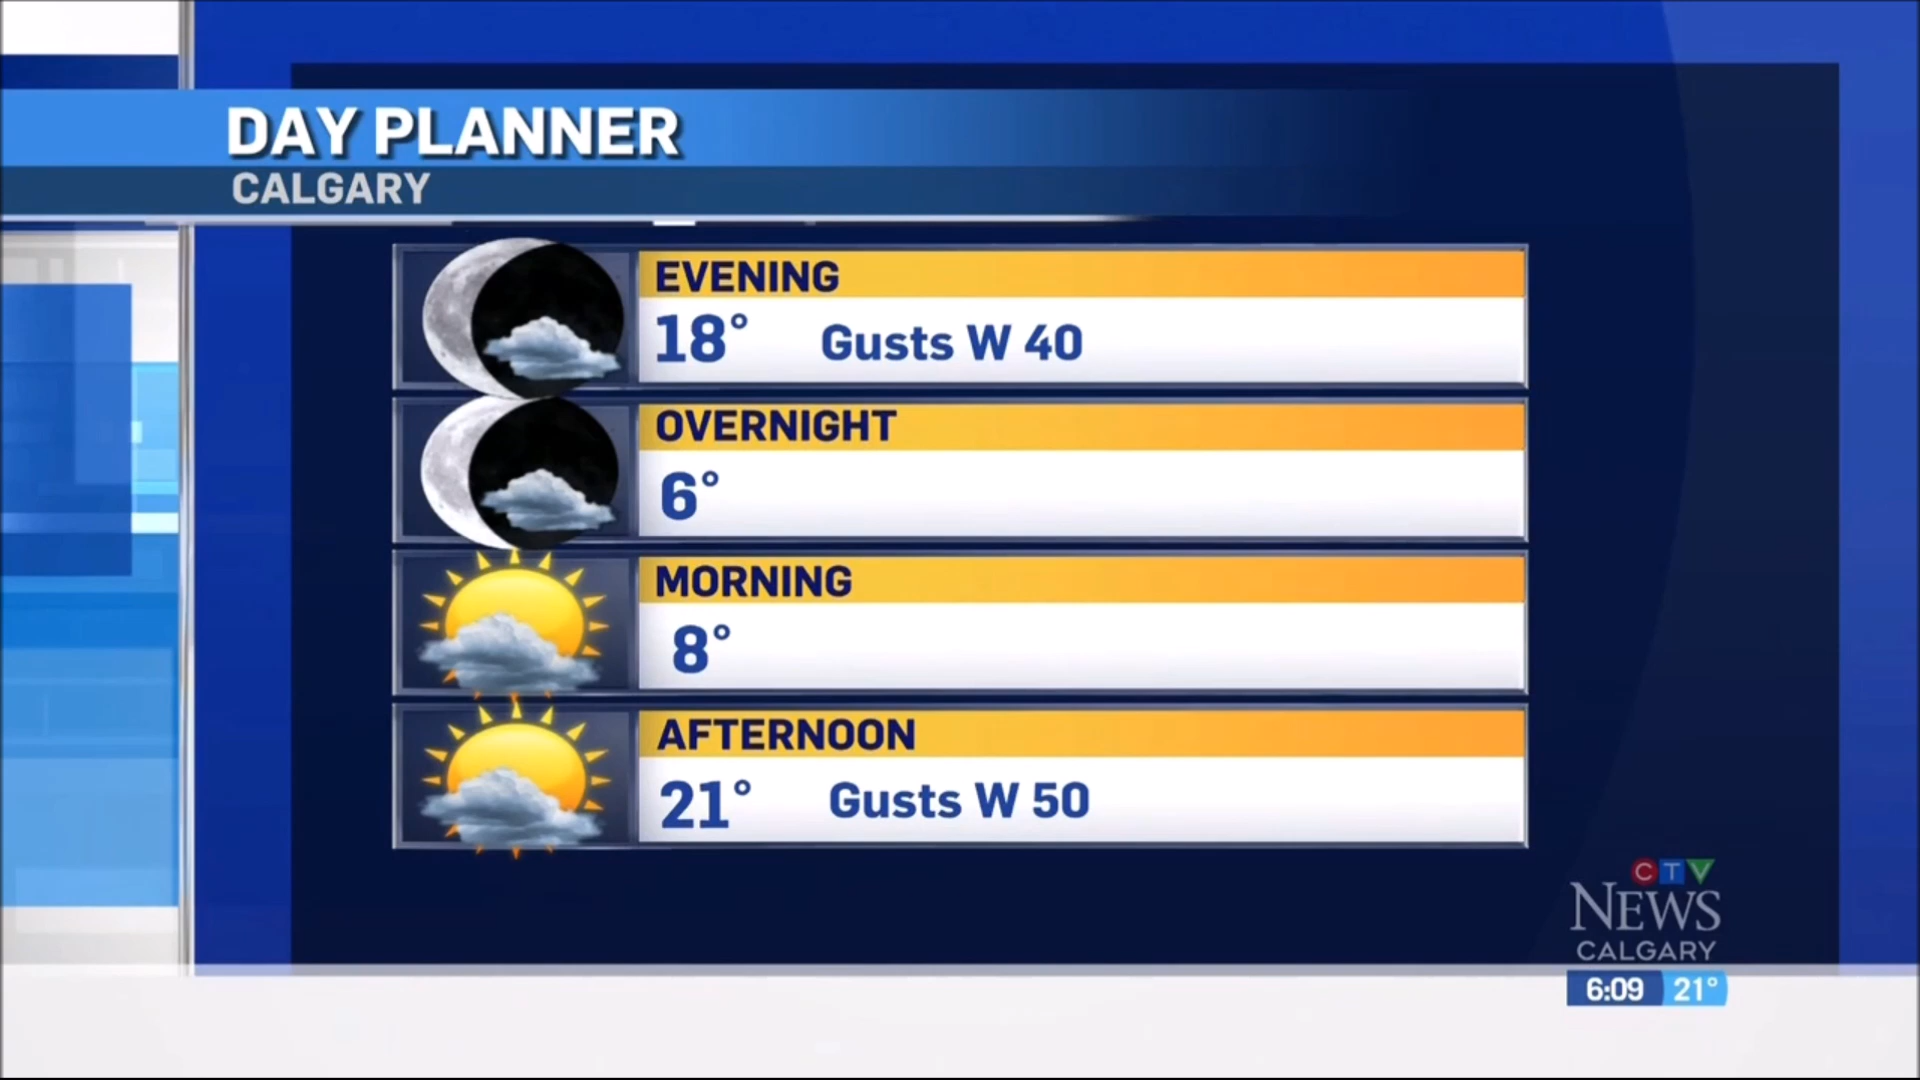 DAY PLANNER
CALGARY
EVENING
18° Gusts W 40
OVERNIGHT
6°
MORNING
8°
AFTERNOON
21° Gusts W 50
CTV
NEWS
CALGARY
6:09 21°